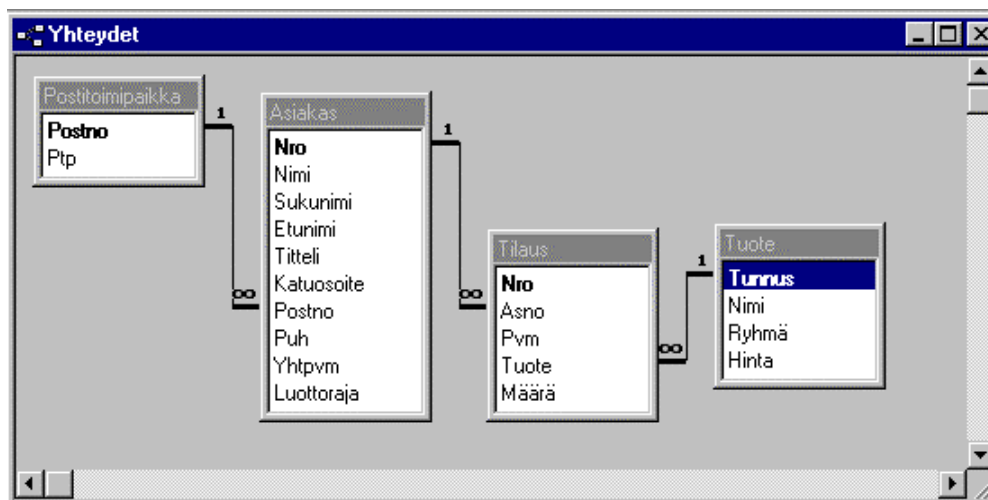 Yhteydet
Postitoimipaikka
Postno
Ptp
1
∞
Asiakas
Nro
Nimi
Sukunimi
Etunimi
Titteli
Katuosoite
Postno
Puh
Yhtpvm
Luottoraja
1
∞
Tilaus
Nro
Asno
Pvm
Tuote
Määrä
1
∞
Tuote
Tunnus
Nimi
Ryhmä
Hinta